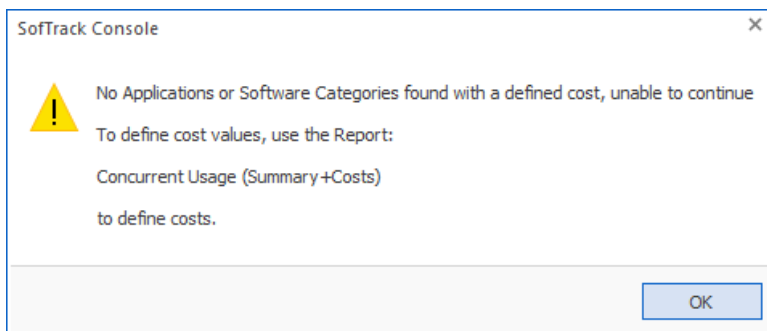 SofTrack Console
No Applications or Software Categories found with a defined cost, unable to continue
To define cost values, use the Report:
Concurrent Usage (Summary+Costs)
to define costs.
OK